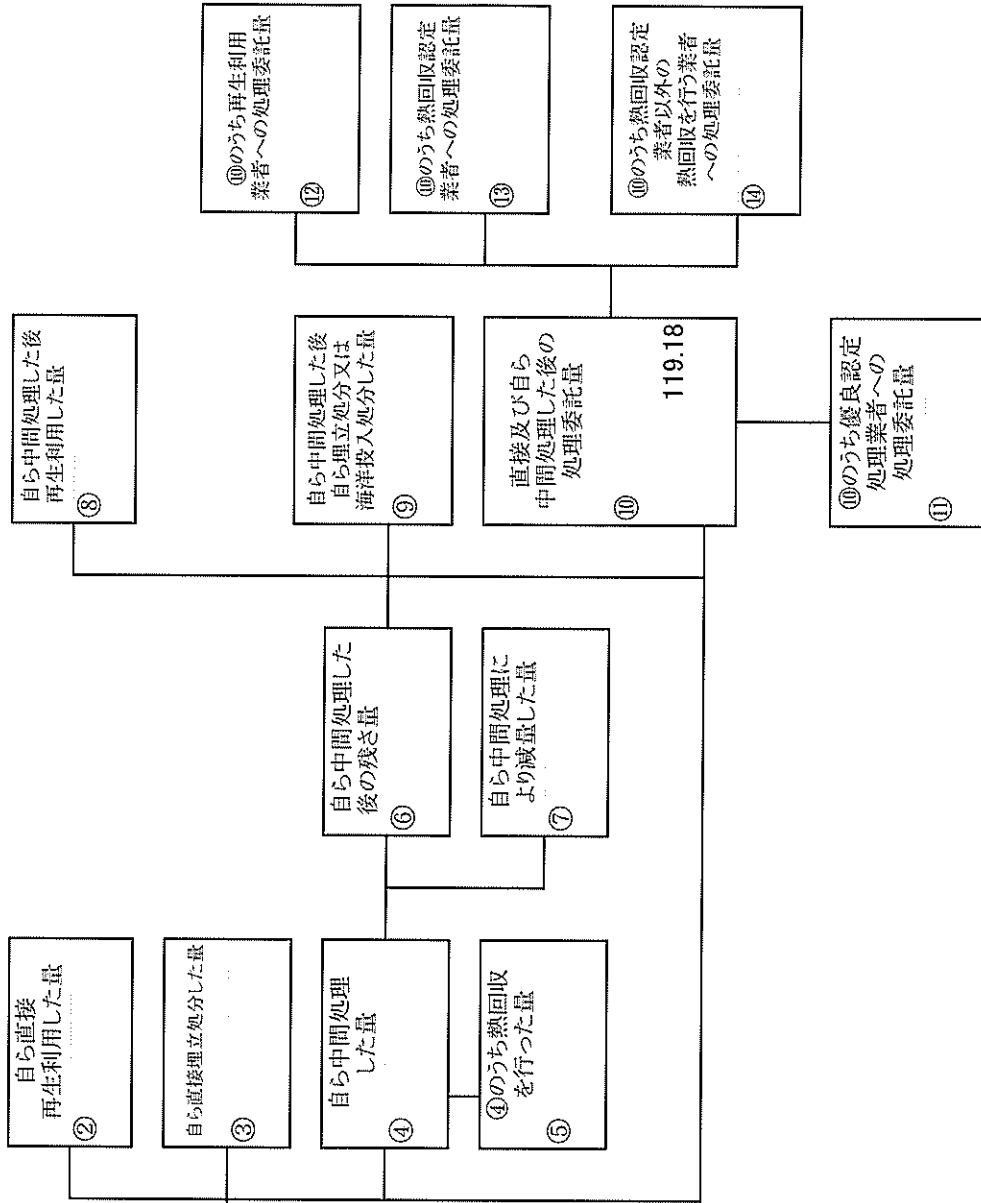 自ら直接
再生利用した量
②
自ら直接埋立処分した量
③
自ら中間処理
した量
④
④のうち熱回収
を行った量
⑤
自ら中間処理した
後の残さ量
⑥
自ら中間処理に
より減量した量
⑦
自ら中間処理した後
再生利用した量
⑧
自ら中間処理した後
自ら埋立処分又は
海洋投入処分した量
⑨
直接及び自ら
中間処理した後の
処理委託量
⑩
119.18
⑩のうち優良認定
処理業者への
処理委託量
⑪
⑩のうち再生利用
業者への処理委託量
⑫
⑩のうち熱回収認定
業者への処理委託量
⑬
⑩のうち熱回収認定
業者以外の
熱回収を行う業者
への処理委託量
⑭